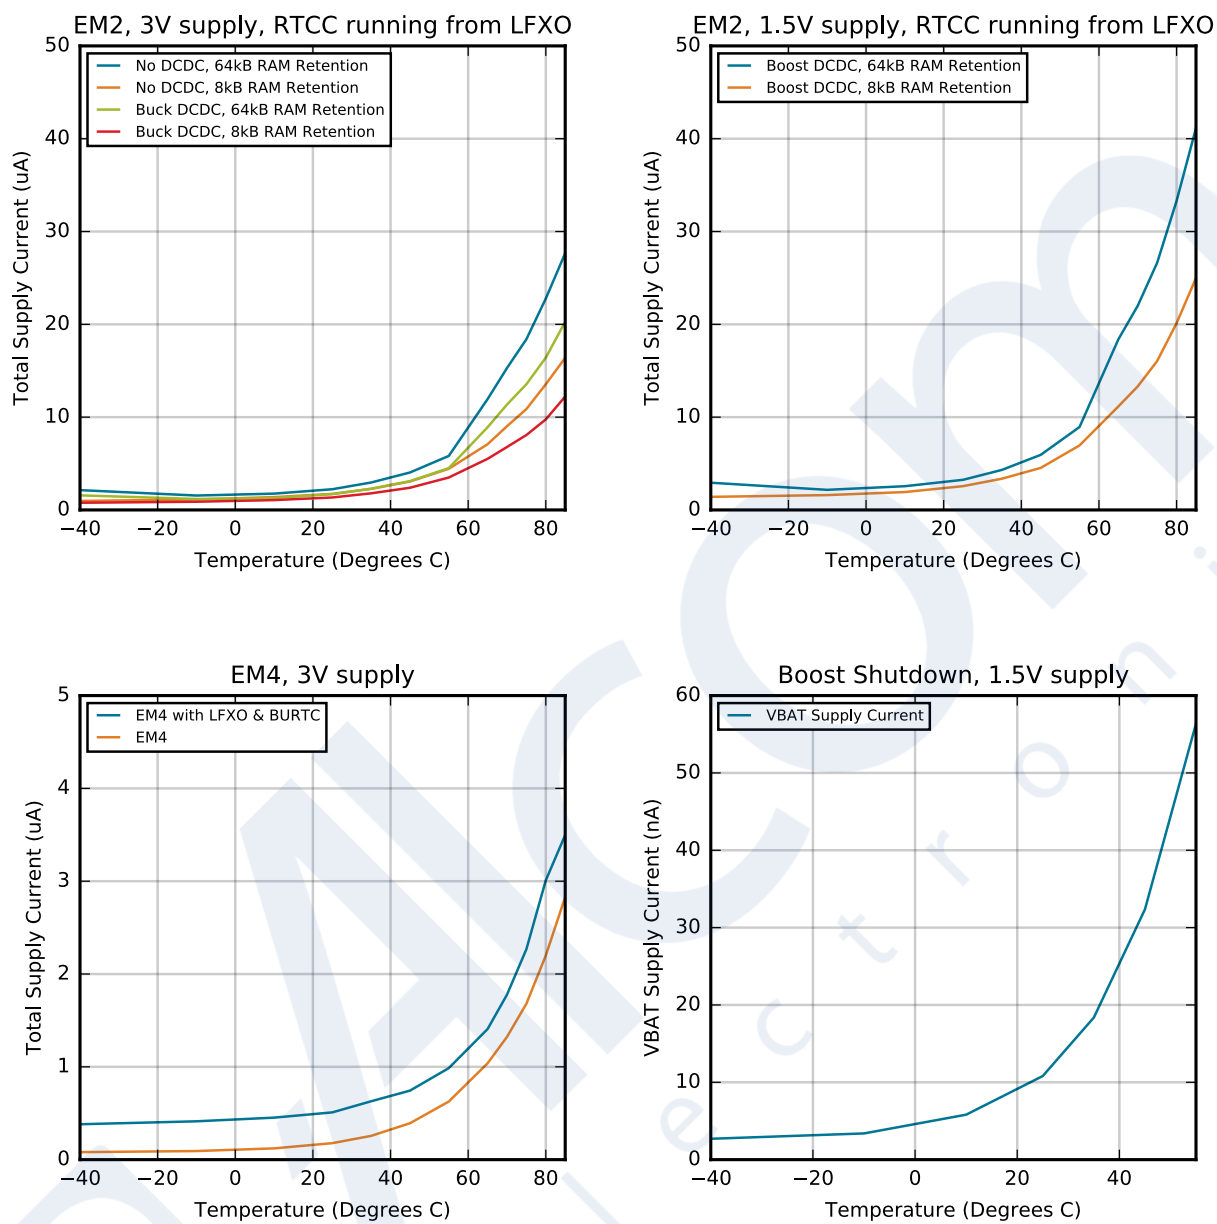 EM2, 3V supply, RTCC running from LFXO
No DCDC, 64kB RAM Retention
No DCDC, 8kB RAM Retention
Buck DCDC, 64kB RAM Retention
Buck DCDC, 8kB RAM Retention
Total Supply Current (uA)
50
40
30
20
10
0
−40 −20 0 20 40 60 80
Temperature (Degrees C)
EM2, 1.5V supply, RTCC running from LFXO
Boost DCDC, 64kB RAM Retention
Boost DCDC, 8kB RAM Retention
Total Supply Current (uA)
50
40
30
20
10
0
−40 −20 0 20 40 60 80
Temperature (Degrees C)
EM4, 3V supply
EM4 with LFXO & BURTC
EM4
Total Supply Current (uA)
5
4
3
2
1
0
−40 −20 0 20 40 60 80
Temperature (Degrees C)
Boost Shutdown, 1.5V supply
VBAT Supply Current
VBAT Supply Current (nA)
60
50
40
30
20
10
0
−40 −20 0 20 40
Temperature (Degrees C)